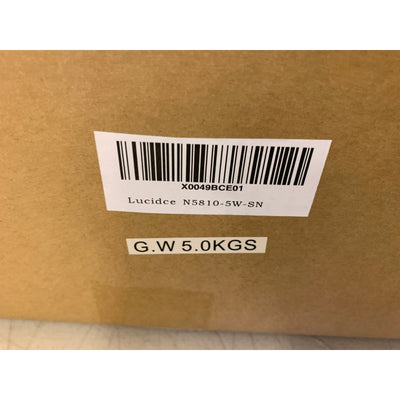 X0049BCE01
Lucidce N5810-5W-SN
G.W 5.0KGS